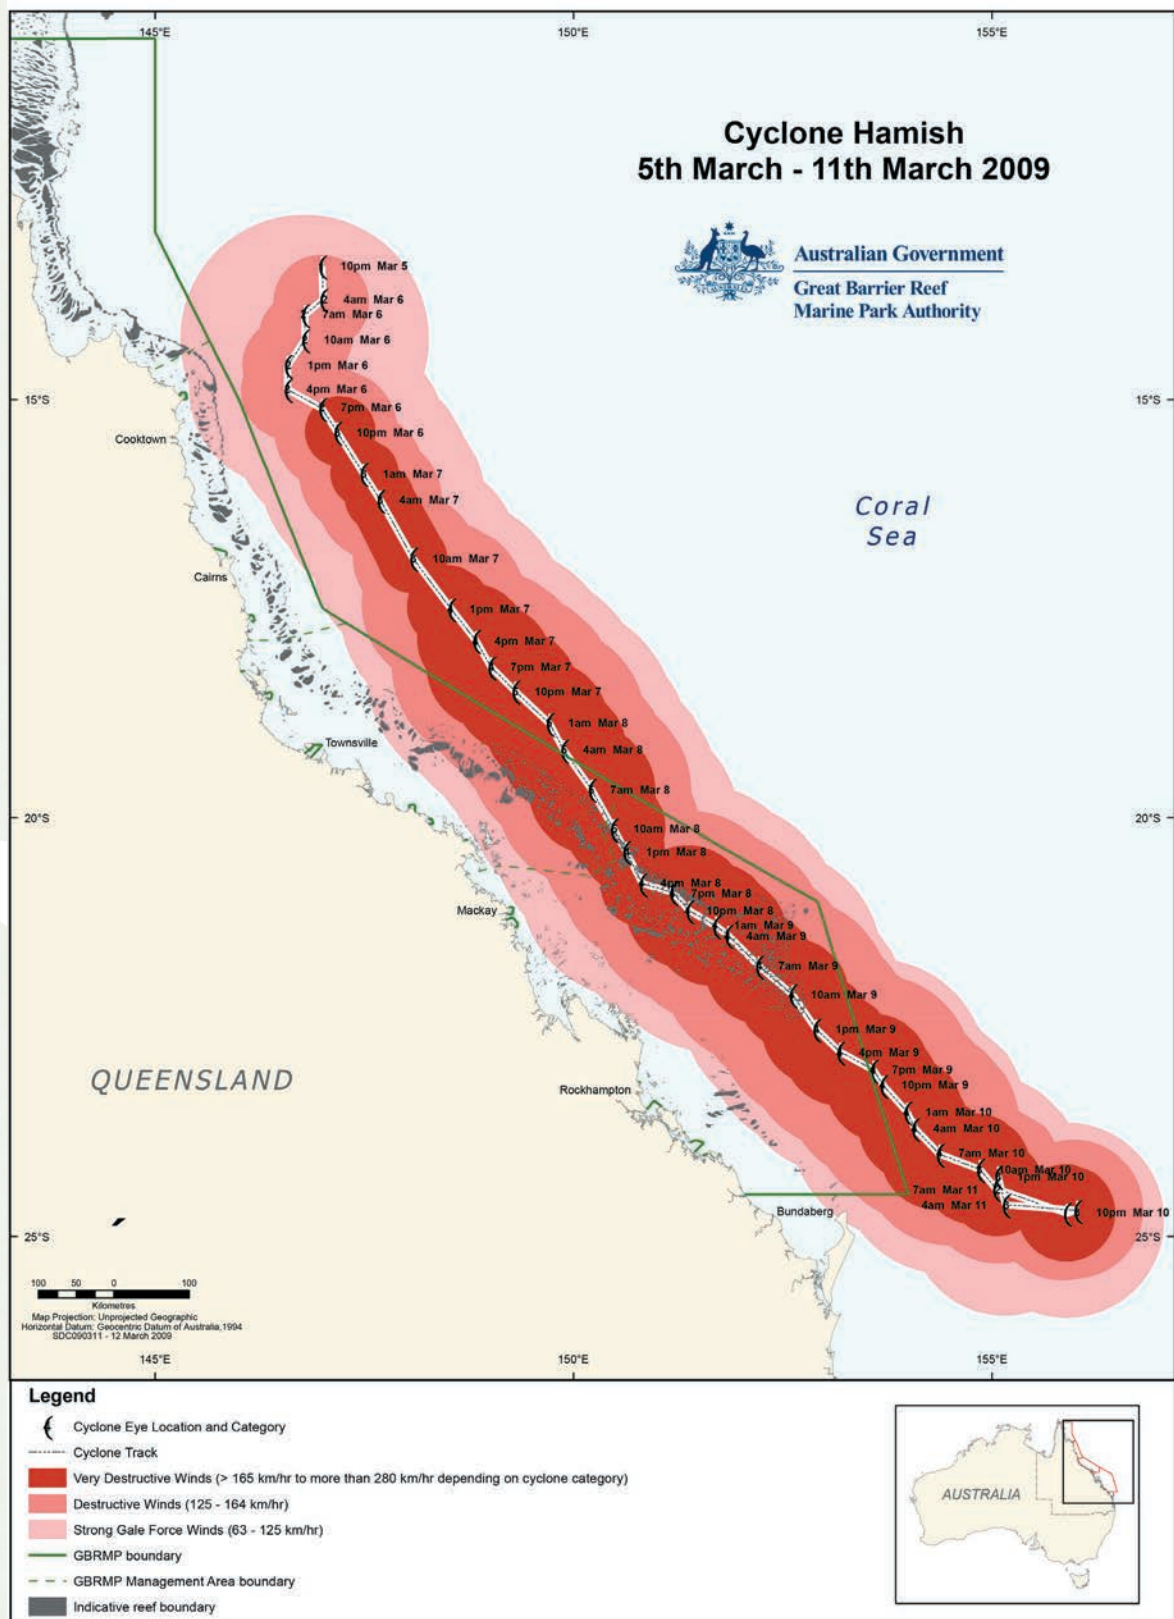 145°E
150°E
155°E
Cyclone Hamish
5th March - 11th March 2009
Australian Government
Great Barrier Reef
Marine Park Authority
10pm Mar 5
4am Mar 6
7am Mar 6
10am Mar 6
1pm Mar 6
4pm Mar 6
15°S
7pm Mar 6
15°S
10pm Mar 6
Cooktown
1am Mar 7
4am Mar 7
Coral
Sea
10am Mar 7
Cairns
1pm Mar 7
4pm Mar 7
7pm Mar 7
10pm Mar 7
1am Mar 8
Townsville
4am Mar 8
7am Mar 8
20°S
20°S
10am Mar 8
1pm Mar 8
4pm Mar 8
7pm Mar 8
Mackay
10pm Mar 8
1am Mar 9
4am Mar 9
7am Mar 9
10am Mar 9
1pm Mar 9
4pm Mar 9
7pm Mar 9
QUEENSLAND
10pm Mar 9
Rockhampton
1am Mar 10
4am Mar 10
7am Mar 10
10am Mar 10
1pm Mar 10
7am Mar 11
4am Mar 11
Bundaberg
10pm Mar 10
25°S
25°S
100 50 0 100
Kilometres
Map Projection: Unprojected Geographic
Horizontal Datum: Geocentric Datum of Australia,1994
SDC090311 - 12 March 2009
145°E
150°E
155°E
Legend
Cyclone Eye Location and Category
Cyclone Track
Very Destructive Winds (> 165 km/hr to more than 280 km/hr depending on cyclone category)
Destructive Winds (125 - 164 km/hr)
Strong Gale Force Winds (63 - 125 km/hr)
GBRMP boundary
GBRMP Management Area boundary
Indicative reef boundary
AUSTRALIA